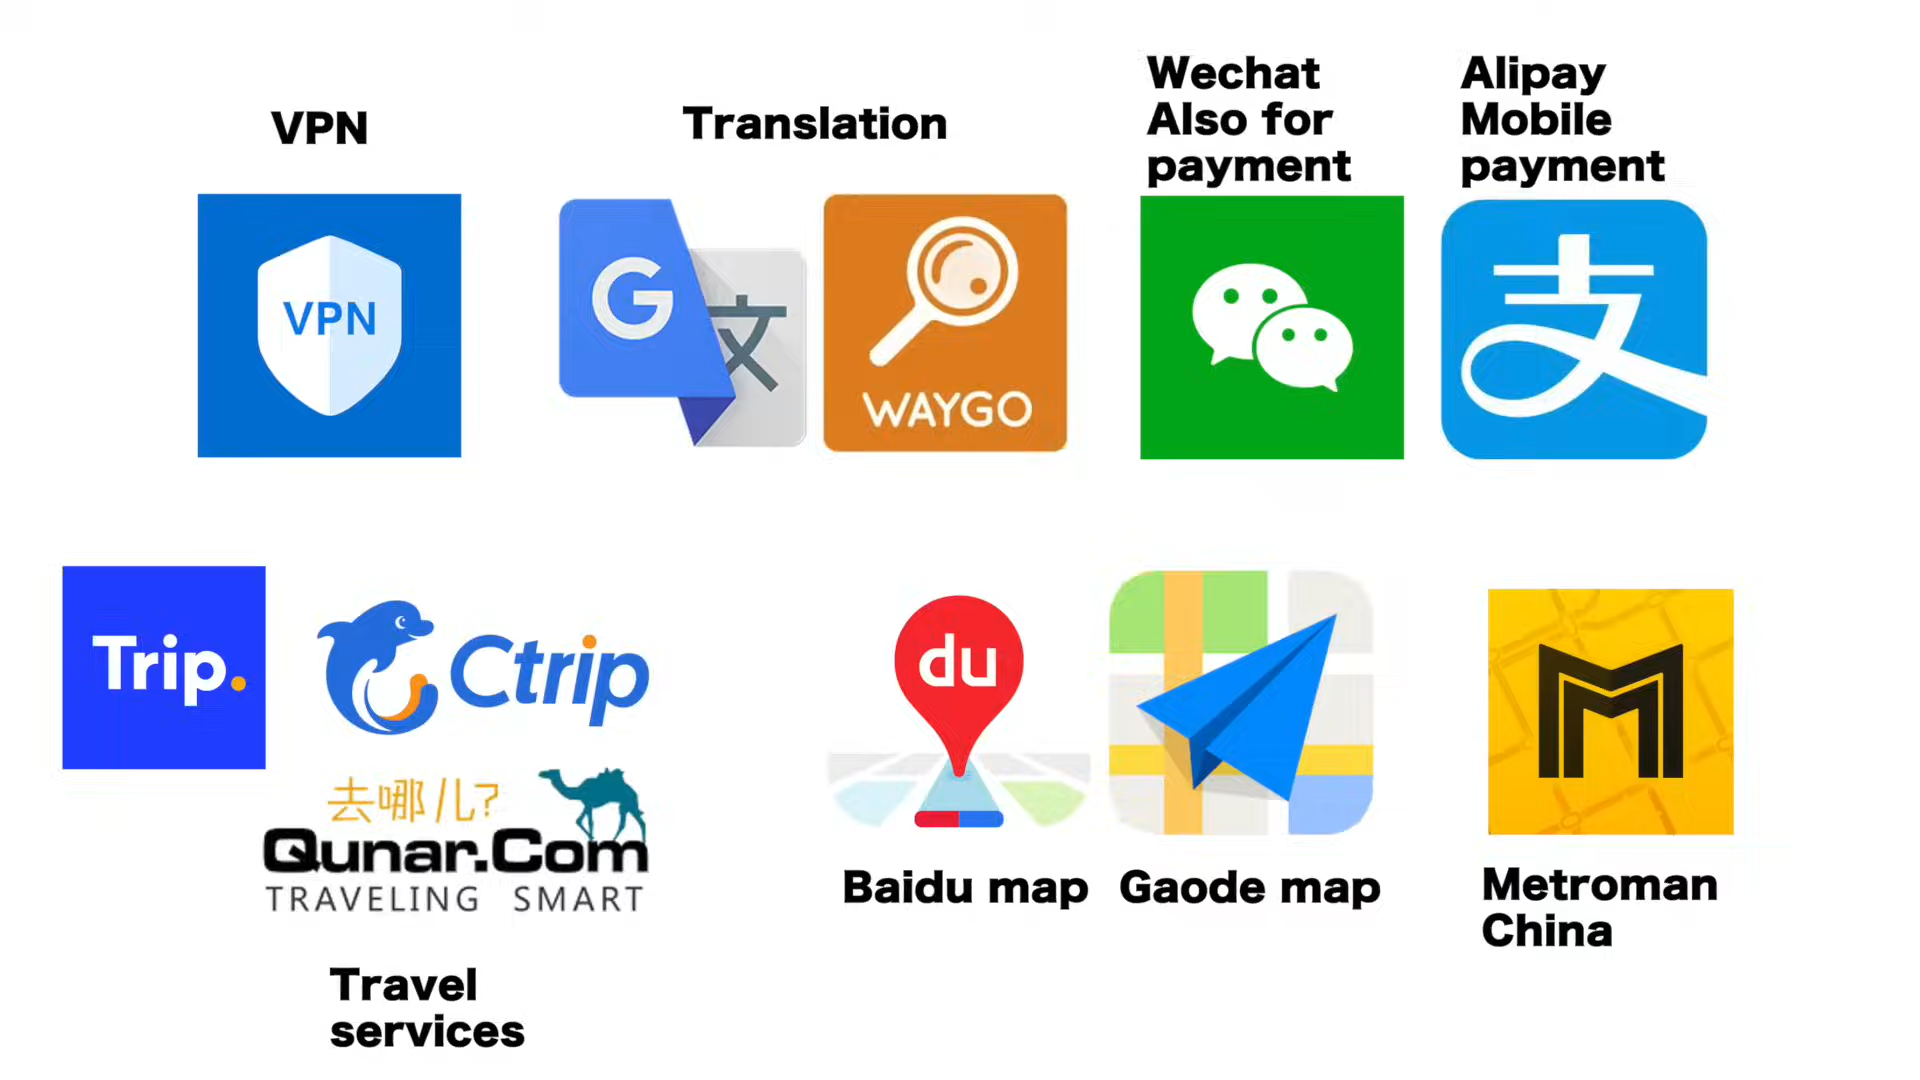 VPN
VPN
Translation
G
文
WAYGO
Wechat
Also for
payment
Alipay
Mobile
payment
支
Trip.
Ctrip
去哪儿?
Qunar.Com
TRAVELING SMART
Travel
services
du
Baidu map
Gaode map
M
Metroman
China